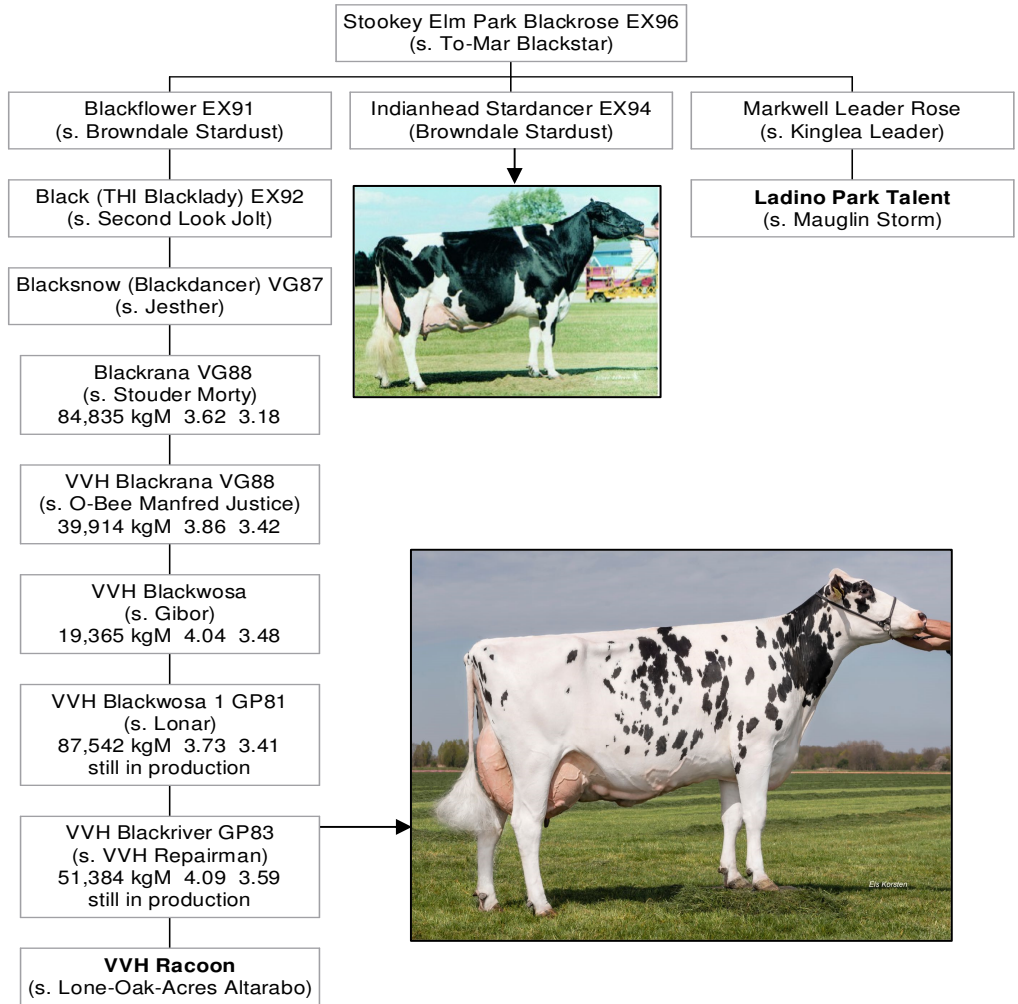 Stookey Elm Park Blackrose EX96
(s. To-Mar Blackstar)
Blackflower EX91
(s. Browndale Stardust)
Indianhead Stardancer EX94
(Browndale Stardust)
Markwell Leader Rose
(s. Kinglea Leader)
Black (THI Blacklady) EX92
(s. Second Look Jolt)
Ladino Park Talent
(s. Mauglin Storm)
Blacksnow (Blackdancer) VG87
(s. Jesther)
Blackrana VG88
(s. Stouder Morty)
84,835 kgM 3.62 3.18
VVH Blackrana VG88
(s. O-Bee Manfred Justice)
39,914 kgM 3.86 3.42
VVH Blackwosa
(s. Gibor)
19,365 kgM 4.04 3.48
VVH Blackwosa 1 GP81
(s. Lonar)
87,542 kgM 3.73 3.41
still in production
VVH Blackriver GP83
(s. VVH Repairman)
51,384 kgM 4.09 3.59
still in production
Els Korsten
VVH Racoon
(s. Lone-Oak-Acres Altarabo)